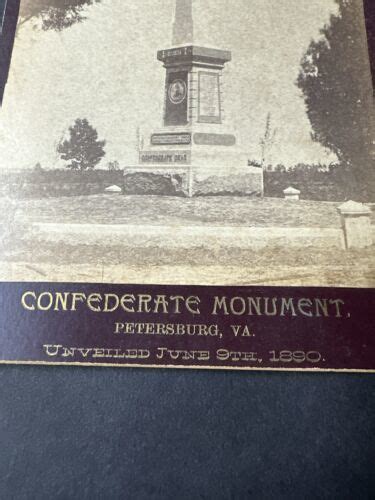 CONFEDERATE DEAD
CONFEDERATE MONUMENT,
PETERSBURG, VA.
UNVEILED JUNE 9TH, 1890.